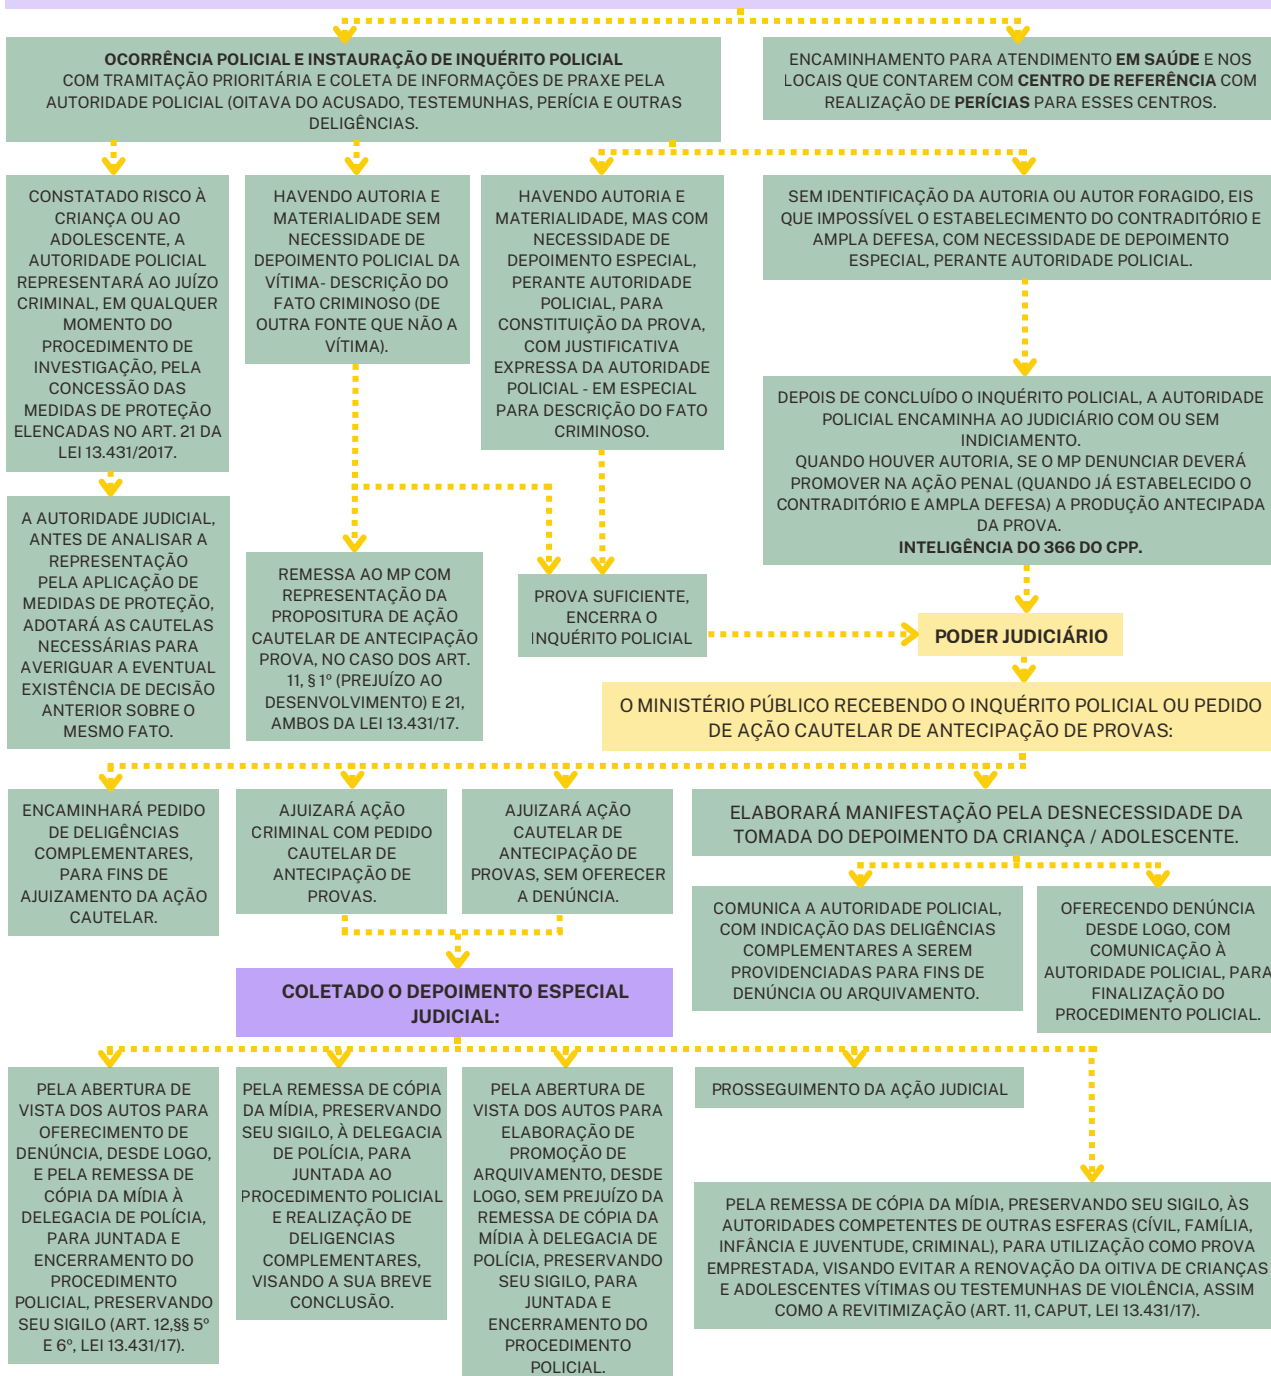 OCORRÊNCIA POLICIAL E INSTAURAÇÃO DE INQUÉRITO POLICIAL
COM TRAMITAÇÃO PRIORITÁRIA E COLETA DE INFORMAÇÕES DE PRAXE PELA
AUTORIDADE POLICIAL (OITAVA DO ACUSADO, TESTEMUNHAS, PERÍCIA E OUTRAS
DELIGÊNCIAS.
ENCAMINHAMENTO PARA ATENDIMENTO EM SAÚDE E NOS
LOCAIS QUE CONTAREM COM CENTRO DE REFERÊNCIA COM
REALIZAÇÃO DE PERÍCIAS PARA ESSES CENTROS.
CONSTATADO RISCO À
CRIANÇA OU AO
ADOLESCENTE, A
AUTORIDADE POLICIAL
REPRESENTARÁ AO JUÍZO
CRIMINAL, EM QUALQUER
MOMENTO DO
PROCEDIMENTO DE
INVESTIGAÇÃO, PELA
CONCESSÃO DAS
MEDIDAS DE PROTEÇÃO
ELENCADAS NO ART. 21 DA
LEI 13.431/2017.
HAVENDO AUTORIA E
MATERIALIDADE SEM
NECESSIDADE DE
DEPOIMENTO POLICIAL DA
VÍTIMA- DESCRIÇÃO DO
FATO CRIMINOSO (DE
OUTRA FONTE QUE NÃO A
VÍTIMA).
HAVENDO AUTORIA E
MATERIALIDADE, MAS COM
NECESSIDADE DE
DEPOIMENTO ESPECIAL,
PERANTE AUTORIDADE
POLICIAL, PARA
CONSTITUIÇÃO DA PROVA,
COM JUSTIFICATIVA
EXPRESSA DA AUTORIDADE
POLICIAL - EM ESPECIAL
PARA DESCRIÇÃO DO FATO
CRIMINOSO.
SEM IDENTIFICAÇÃO DA AUTORIA OU AUTOR FORAGIDO, EIS
QUE IMPOSSÍVEL O ESTABELECIMENTO DO CONTRADITÓRIO E
AMPLA DEFESA, COM NECESSIDADE DE DEPOIMENTO
ESPECIAL, PERANTE AUTORIDADE POLICIAL.
DEPOIS DE CONCLUÍDO O INQUÉRITO POLICIAL, A AUTORIDADE
POLICIAL ENCAMINHA AO JUDICIÁRIO COM OU SEM
INDICIAMENTO.
QUANDO HOUVER AUTORIA, SE O MP DENUNCIAR DEVERÁ
PROMOVER NA AÇÃO PENAL (QUANDO JÁ ESTABELECIDO O
CONTRADITÓRIO E AMPLA DEFESA) A PRODUÇÃO ANTECIPADA
DA PROVA.
INTELIGÊNCIA DO 366 DO CPP.
A AUTORIDADE JUDICIAL,
ANTES DE ANALISAR A
REPRESENTAÇÃO
PELA APLICAÇÃO DE
MEDIDAS DE PROTEÇÃO,
ADOTARÁ AS CAUTELAS
NECESSÁRIAS PARA
AVERIGUAR A EVENTUAL
EXISTÊNCIA DE DECISÃO
ANTERIOR SOBRE O
MESMO FATO.
REMESSA AO MP COM
REPRESENTAÇÃO DA
PROPOSITURA DE AÇÃO
CAUTELAR DE ANTECIPAÇÃO
PROVA, NO CASO DOS ART.
11, § 1º (PREJUÍZO AO
DESENVOLVIMENTO) E 21,
AMBOS DA LEI 13.431/17.
PROVA SUFICIENTE,
ENCERRA O
INQUÉRITO POLICIAL
PODER JUDICIÁRIO
O MINISTÉRIO PÚBLICO RECEBENDO O INQUÉRITO POLICIAL OU PEDIDO
DE AÇÃO CAUTELAR DE ANTECIPAÇÃO DE PROVAS:
ENCAMINHARÁ PEDIDO
DE DELIGÊNCIAS
COMPLEMENTARES,
PARA FINS DE
AJUIZAMENTO DA AÇÃO
CAUTELAR.
AJUIZARÁ AÇÃO
CRIMINAL COM PEDIDO
CAUTELAR DE
ANTECIPAÇÃO DE
PROVAS.
AJUIZARÁ AÇÃO
CAUTELAR DE
ANTECIPAÇÃO DE
PROVAS, SEM OFERECER
A DENÚNCIA.
ELABORARÁ MANIFESTAÇÃO PELA DESNECESSIDADE DA
TOMADA DO DEPOIMENTO DA CRIANÇA / ADOLESCENTE.
COMUNICA A AUTORIDADE POLICIAL,
COM INDICAÇÃO DAS DELIGÊNCIAS
COMPLEMENTARES A SEREM
PROVIDENCIADAS PARA FINS DE
DENÚNCIA OU ARQUIVAMENTO.
OFERECENDO DENÚNCIA
DESDE LOGO, COM
COMUNICAÇÃO À
AUTORIDADE POLICIAL, PARA
FINALIZAÇÃO DO
PROCEDIMENTO POLICIAL.
COLETADO O DEPOIMENTO ESPECIAL
JUDICIAL:
PELA ABERTURA DE
VISTA DOS AUTOS PARA
OFERECIMENTO DE
DENÚNCIA, DESDE LOGO,
E PELA REMESSA DE
CÓPIA DA MÍDIA À
DELEGACIA DE POLÍCIA,
PARA JUNTADA E
ENCERRAMENTO DO
PROCEDIMENTO
POLICIAL, PRESERVANDO
SEU SIGILO (ART. 12,§§ 5º
E 6º, LEI 13.431/17).
PELA REMESSA DE CÓPIA
DA MÍDIA, PRESERVANDO
SEU SIGILO, À DELEGACIA
DE POLÍCIA, PARA
JUNTADA AO
PROCEDIMENTO POLICIAL
E REALIZAÇÃO DE
DELIGENCIAS
COMPLEMENTARES,
VISANDO A SUA BREVE
CONCLUSÃO.
PELA ABERTURA DE
VISTA DOS AUTOS PARA
ELABORAÇÃO DE
PROMOÇÃO DE
ARQUIVAMENTO, DESDE
LOGO, SEM PREJUÍZO DA
REMESSA DE CÓPIA DA
MÍDIA À DELEGACIA DE
POLÍCIA, PRESERVANDO
SEU SIGILO, PARA
JUNTADA E
ENCERRAMENTO DO
PROCEDIMENTO
POLICIAL.
PROSSEGUIMENTO DA AÇÃO JUDICIAL
PELA REMESSA DE CÓPIA DA MÍDIA, PRESERVANDO SEU SIGILO, ÀS
AUTORIDADES COMPETENTES DE OUTRAS ESFERAS (CÍVIL, FAMÍLIA,
INFÂNCIA E JUVENTUDE, CRIMINAL), PARA UTILIZAÇÃO COMO PROVA
EMPRESTADA, VISANDO EVITAR A RENOVAÇÃO DA OITIVA DE CRIANÇAS
E ADOLESCENTES VÍTIMAS OU TESTEMUNHAS DE VIOLÊNCIA, ASSIM
COMO A REVITIMIZAÇÃO (ART. 11, CAPUT, LEI 13.431/17).